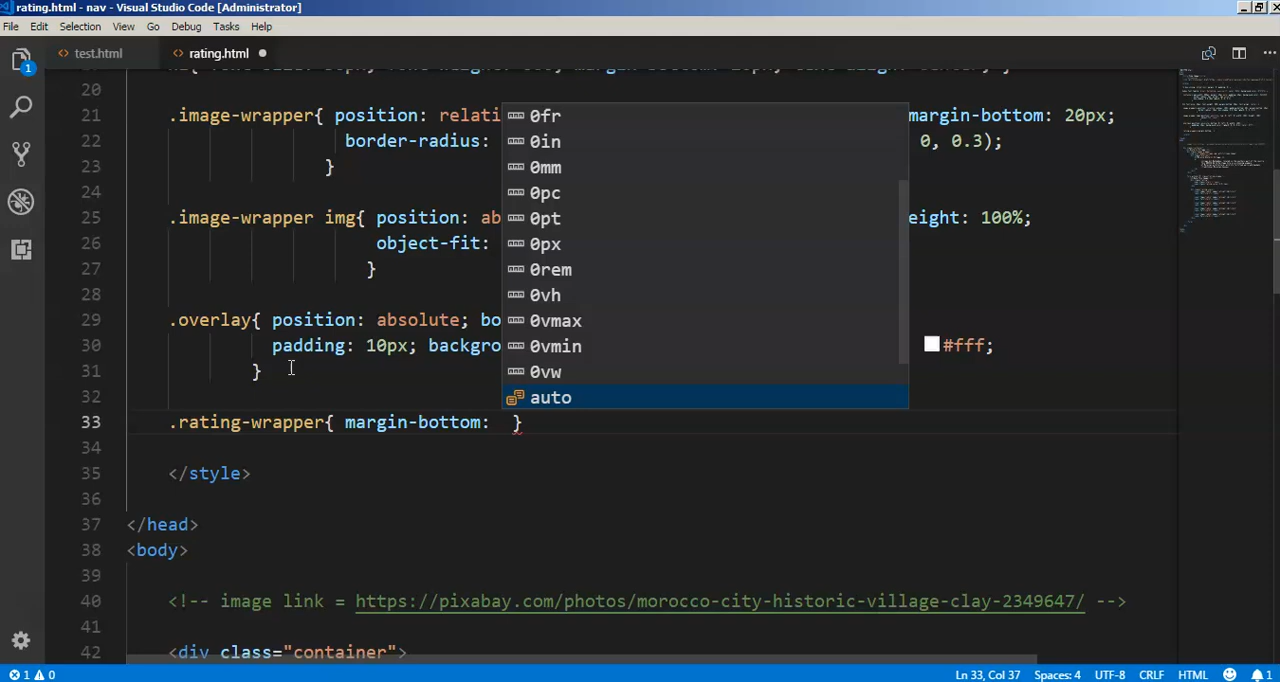 rating.html - nav - Visual Studio Code [Administrator]
File Edit Selection View Go Debug Tasks Help
1
test.html rating.html
20
21 .image-wrapper{ position: relati margin-bottom: 20px;
22 border-radius: 0, 0.3);
23 }
24
25 .image-wrapper img{ position: ab eight: 100%;
26 object-fit:
27 }
28
29 .overlay{ position: absolute; bo
30 padding: 10px; backgro #fff;
31 }
32
33 .rating-wrapper{ margin-bottom: }
34
35 </style>
36
37 </head>
38 <body>
39
40 <!-- image link = https://pixabay.com/photos/morocco-city-historic-village-clay-2349647/ -->
41
42 <div class="container">
0fr
0in
0mm
0pc
0pt
0px
0rem
0vh
0vmax
0vmin
0vw
auto
1 0 Ln 33, Col 37 Spaces: 4 UTF-8 CRLF HTML 1